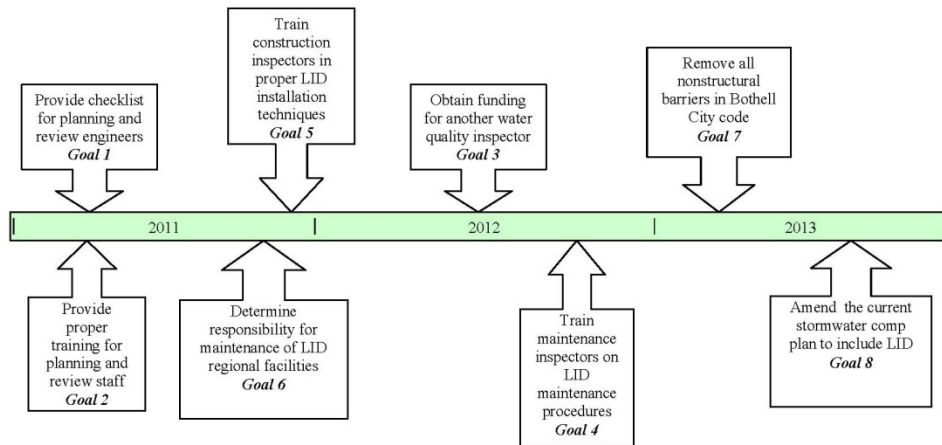 Train
construction
inspectors in
proper LID
installation
techniques
Goal 5
Remove all
nonstructural
barriers in Bothell
City code
Goal 7
Provide checklist
for planning and
review engineers
Goal 1
Obtain funding
for another water
quality inspector
Goal 3
2011
2012
2013
Provide
proper
training for
planning and
review staff
Goal 2
Determine
responsibility for
maintenance of LID
regional facilities
Goal 6
Train
maintenance
inspectors on
LID
maintenance
procedures
Goal 4
Amend the current
stormwater comp
plan to include LID
Goal 8